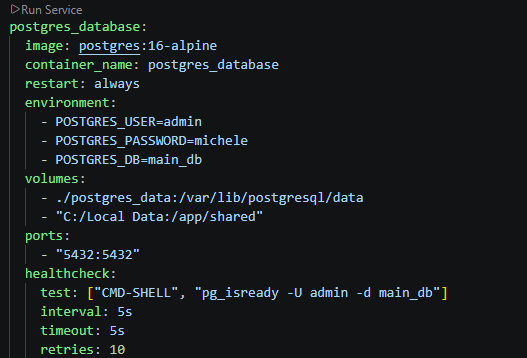 ▷Run Service
postgres_database:
  image: postgres:16-alpine
  container_name: postgres_database
  restart: always
  environment:
    - POSTGRES_USER=admin
    - POSTGRES_PASSWORD=michele
    - POSTGRES_DB=main_db
  volumes:
    - ./postgres_data:/var/lib/postgresql/data
    - "C:/Local Data:/app/shared"
  ports:
    - "5432:5432"
  healthcheck:
    test: ["CMD-SHELL", "pg_isready -U admin -d main_db"]
    interval: 5s
    timeout: 5s
    retries: 10